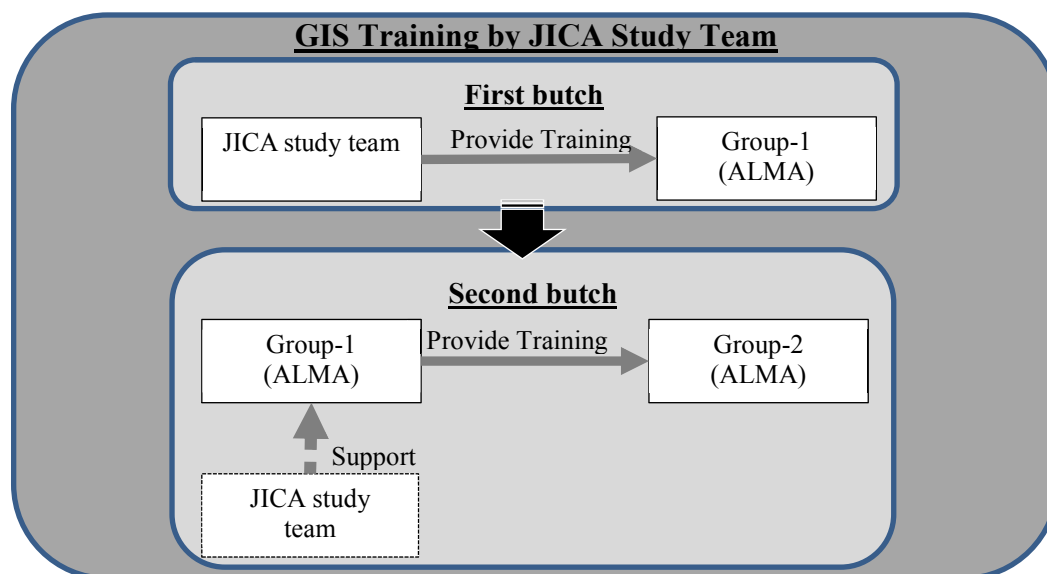 GIS Training by JICA Study Team
First butch
JICA study team
Provide Training
Group-1
(ALMA)
Second butch
Group-1
(ALMA)
Provide Training
Group-2
(ALMA)
Support
JICA study
team